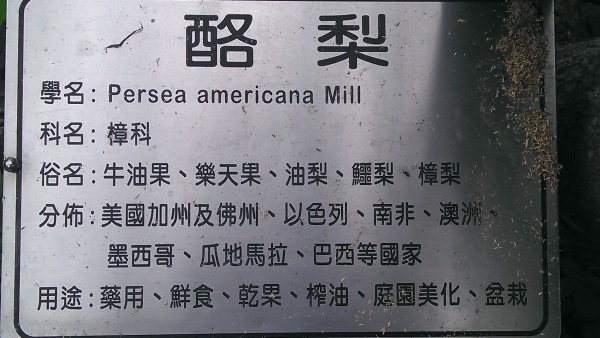 酪梨
學名: Persea americana Mill
科名: 樟科
俗名: 牛油果、樂天果、油梨、鱷梨、樟梨
分佈: 美國加州及佛州、以色列、南非、澳洲、
墨西哥、瓜地馬拉、巴西等國家
用途: 藥用、鮮食、乾果、榨油、庭園美化、盆栽